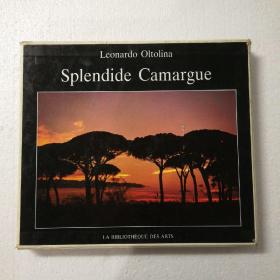 Leonardo Oltolina
Splendide Camargue
LA BIBLIOTHÈQUE DES ARTS